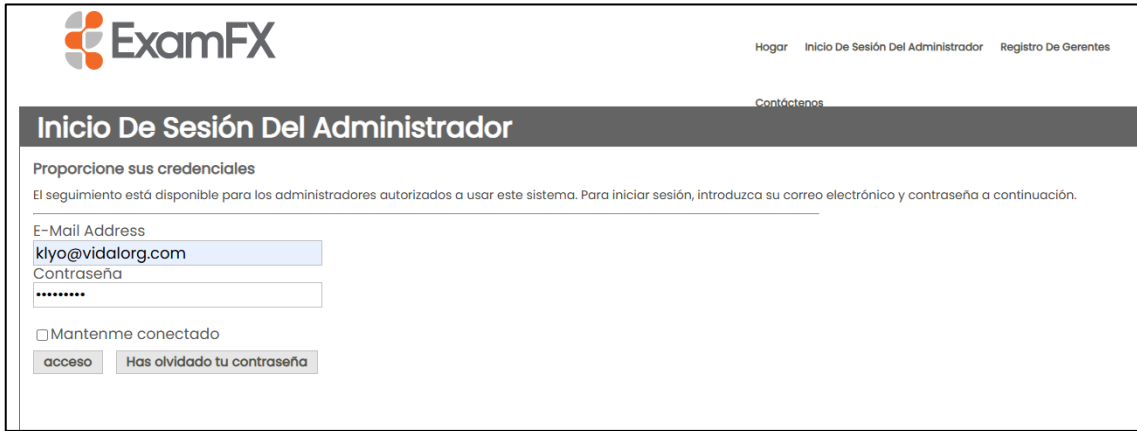 ExamFX
Hogar Inicio De Sesión Del Administrador Registro De Gerentes
Contáctenos
Inicio De Sesión Del Administrador
Proporcione sus credenciales
El seguimiento está disponible para los administradores autorizados a usar este sistema. Para iniciar sesión, introduzca su correo electrónico y contraseña a continuación.
E-Mail Address
klyo@vidalorg.com
Contraseña
•••••••••
Mantenme conectado
acceso Has olvidado tu contraseña